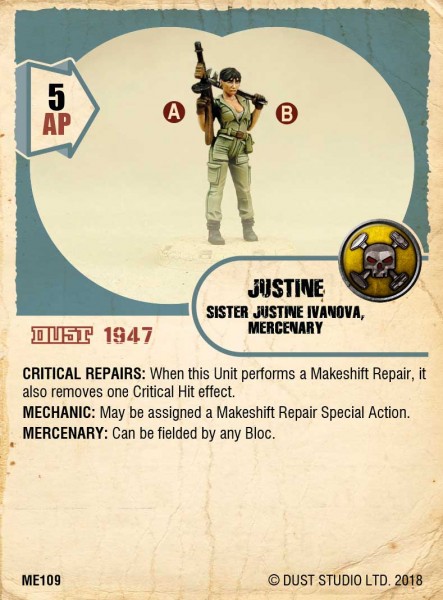 5
AP
A
B
JUSTINE
SISTER JUSTINE IVANOVA,
MERCENARY
DUST 1947
CRITICAL REPAIRS: When this Unit performs a Makeshift Repair, it
also removes one Critical Hit effect.
MECHANIC: May be assigned a Makeshift Repair Special Action.
MERCENARY: Can be fielded by any Bloc.
ME109
© DUST STUDIO LTD. 2018